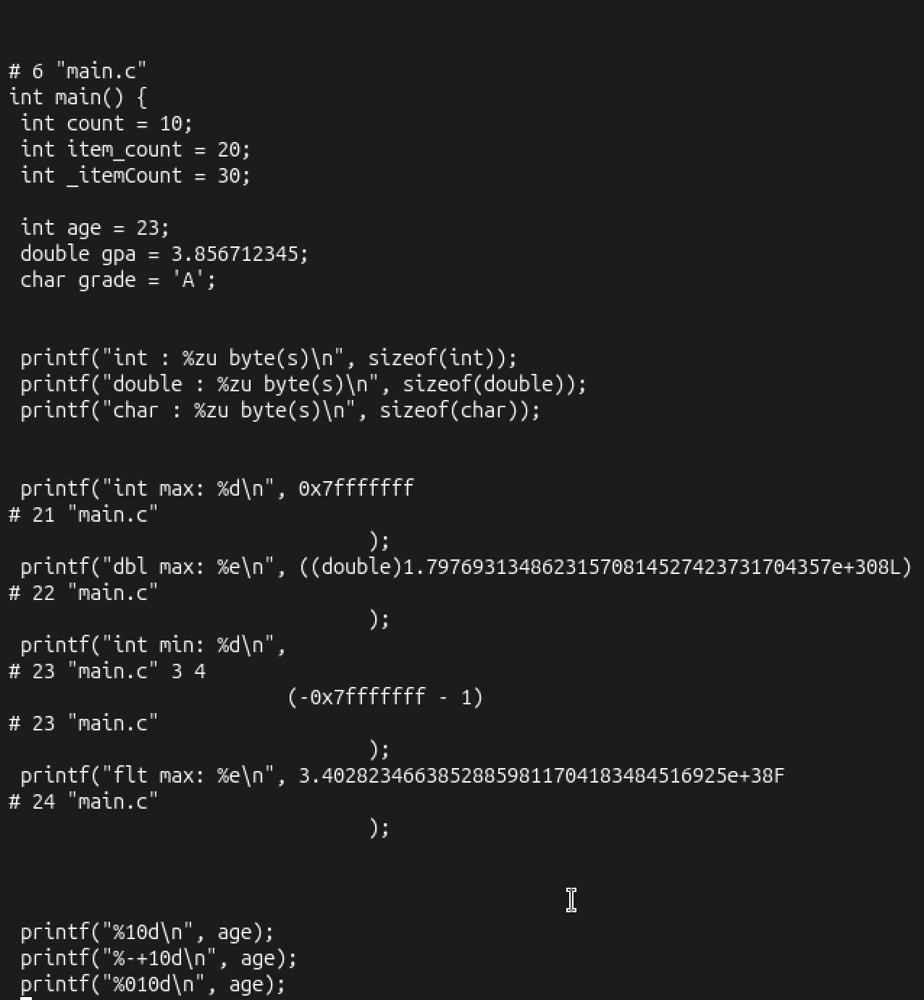 # 6 "main.c"
int main() {
 int count = 10;
 int item_count = 20;
 int _itemCount = 30;

 int age = 23;
 double gpa = 3.856712345;
 char grade = 'A';


 printf("int : %zu byte(s)\n", sizeof(int));
 printf("double : %zu byte(s)\n", sizeof(double));
 printf("char : %zu byte(s)\n", sizeof(char));


 printf("int max: %d\n", 0x7fffffff
# 21 "main.c"
                               );
 printf("dbl max: %e\n", ((double)1.79769313486231570814527423731704357e+308L)
# 22 "main.c"
                               );
 printf("int min: %d\n",
# 23 "main.c" 3 4
                        (-0x7fffffff - 1)
# 23 "main.c"
                               );
 printf("flt max: %e\n", 3.40282346638528859811704183484516925e+38F
# 24 "main.c"
                               );



 printf("%10d\n", age);
 printf("%-+10d\n", age);
 printf("%010d\n", age);